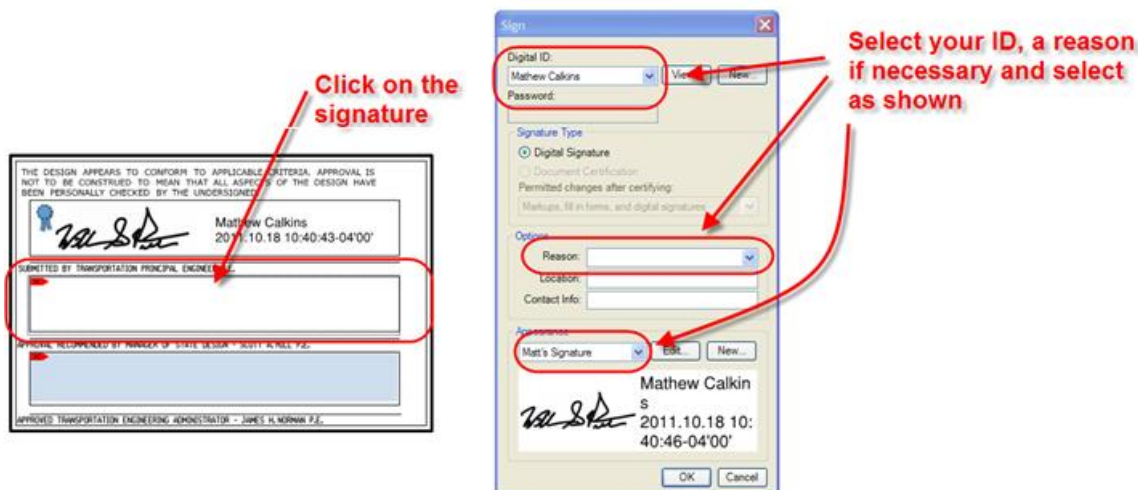 Click on the
signature
THE DESIGN APPEARS TO CONFORM TO APPLICABLE CRITERIA. APPROVAL IS
NOT TO BE CONSTRUED TO MEAN THAT ALL ASPECTS OF THE DESIGN HAVE
BEEN PERSONALLY CHECKED BY THE UNDERSIGNED
Mathew Calkins
2011.10.18 10:40:43-04'00'
SUBMITTED BY TRANSPORTATION PRINCIPAL ENGINEER
APPROVAL RECOMMENDED BY MANAGER OF STATE DESIGN - SCOTT A. HILL P.E.
APPROVED TRANSPORTATION ENGINEERING ADMINISTRATOR - JAMES H. NORMAN P.E.
Sign
Digital ID:
Mathew Calkins
View...
New...
Password:
Signature Type
Digital Signature
Document Certification
Permitted changes after certifying:
Markups, fill in forms, and digital signatures
Options
Reason:
Location:
Contact Info:
Appearance
Matt's Signature
Edit...
New...
Mathew Calkin
s
2011.10.18 10:
40:46-04'00'
OK
Cancel
Select your ID, a reason
if necessary and select
as shown